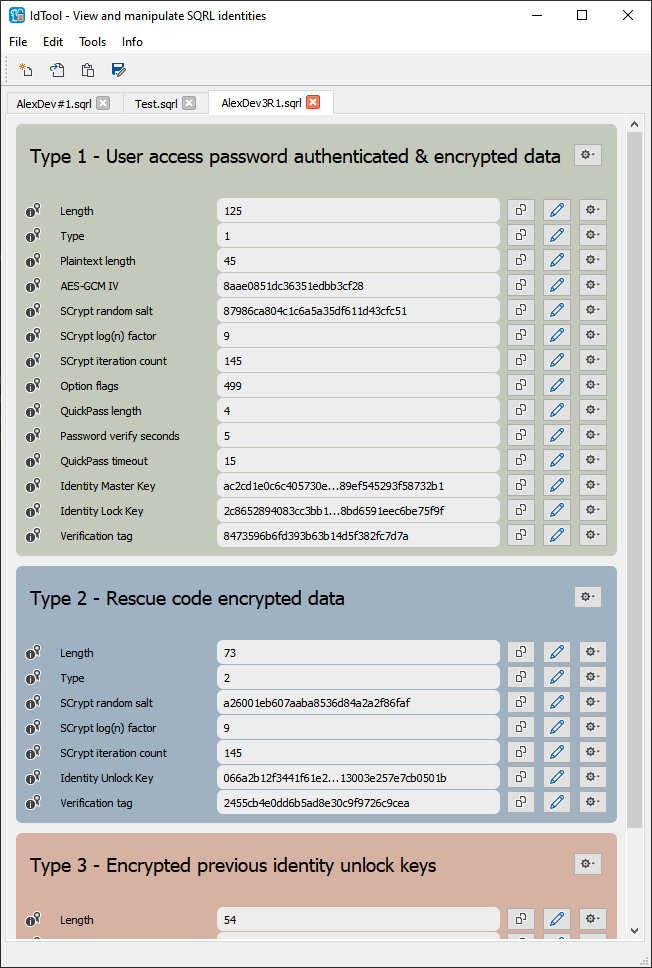 IdTool - View and manipulate SQRL identities
File Edit Tools Info
AlexDev#1.sqrl Test.sqrl AlexDev3R1.sqrl
Type 1 - User access password authenticated & encrypted data
Length 125
Type 1
Plaintext length 45
AES-GCM IV 8aae0851dc36351edbb3cf28
SCrypt random salt 87986ca804c1c6a5a35df611d43cfc51
SCrypt log(n) factor 9
SCrypt iteration count 145
Option flags 499
QuickPass length 4
Password verify seconds 5
QuickPass timeout 15
Identity Master Key ac2cd1e0c6c405730e...89ef545293f58732b1
Identity Lock Key 2c8652894083cc3bb1...8bd6591eec6be75f9f
Verification tag 8473596b6fd393b63b14d5f382fc7d7a
Type 2 - Rescue code encrypted data
Length 73
Type 2
SCrypt random salt a26001eb607aaba8536d84a2a2f86faf
SCrypt log(n) factor 9
SCrypt iteration count 145
Identity Unlock Key 066a2b12f3441f61e2...13003e257e7cb0501b
Verification tag 2455cb4e0dd6b5ad8e30c9f9726c9cea
Type 3 - Encrypted previous identity unlock keys
Length 54